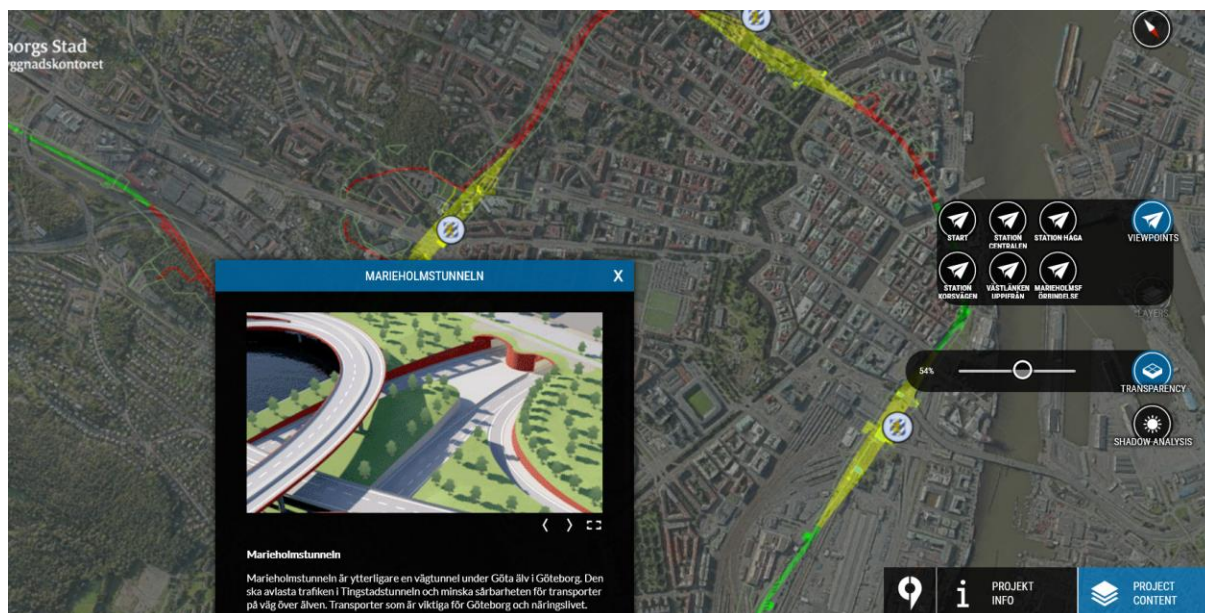 borgs Stad
yggnadskontoret
START
STATION
CENTRALEN
STATION HAGA
VIEWPOINTS
STATION
KORSVÄGEN
VÄSTLÄNKEN
UPPIFRÅN
MARIEHOLMSF
ÖRBINDELSE
LAYERS
54%
TRANSPARENCY
SHADOW ANALYSIS
MARIEHOLMSTUNNELN
X
Marieholmstunneln
Marieholmstunneln är ytterligare en vägtunnel under Göta älv i Göteborg. Den
ska avlasta trafiken i Tingstadstunneln och minska sårbarheten för transporter
på väg över älven. Transporter som är viktiga för Göteborg och näringslivet.
i
PROJEKT
INFO
PROJECT
CONTENT